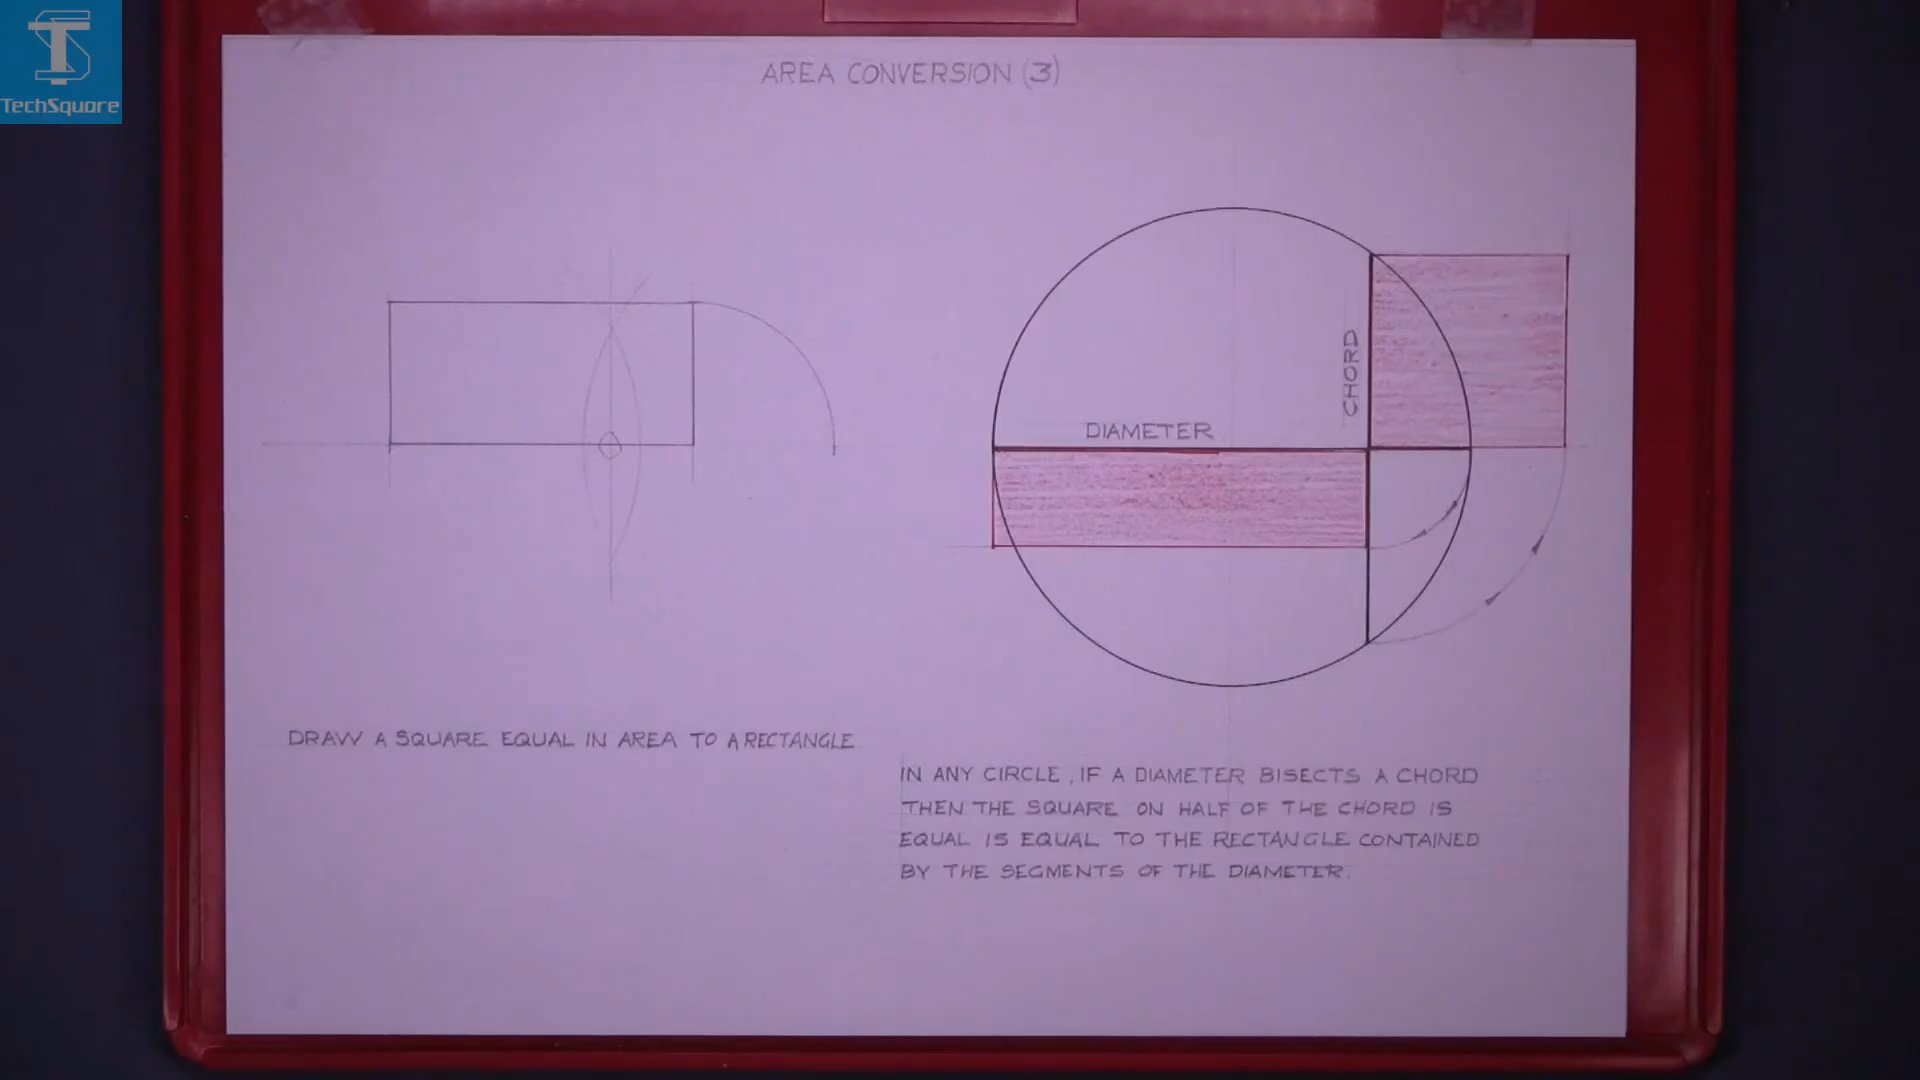 TechSquare
AREA CONVERSION (3)
DIAMETER
CHORD
DRAW A SQUARE EQUAL IN AREA TO A RECTANGLE
IN ANY CIRCLE, IF A DIAMETER BISECTS A CHORD
THEN THE SQUARE ON HALF OF THE CHORD IS
EQUAL IS EQUAL TO THE RECTANGLE CONTAINED
BY THE SEGMENTS OF THE DIAMETER.